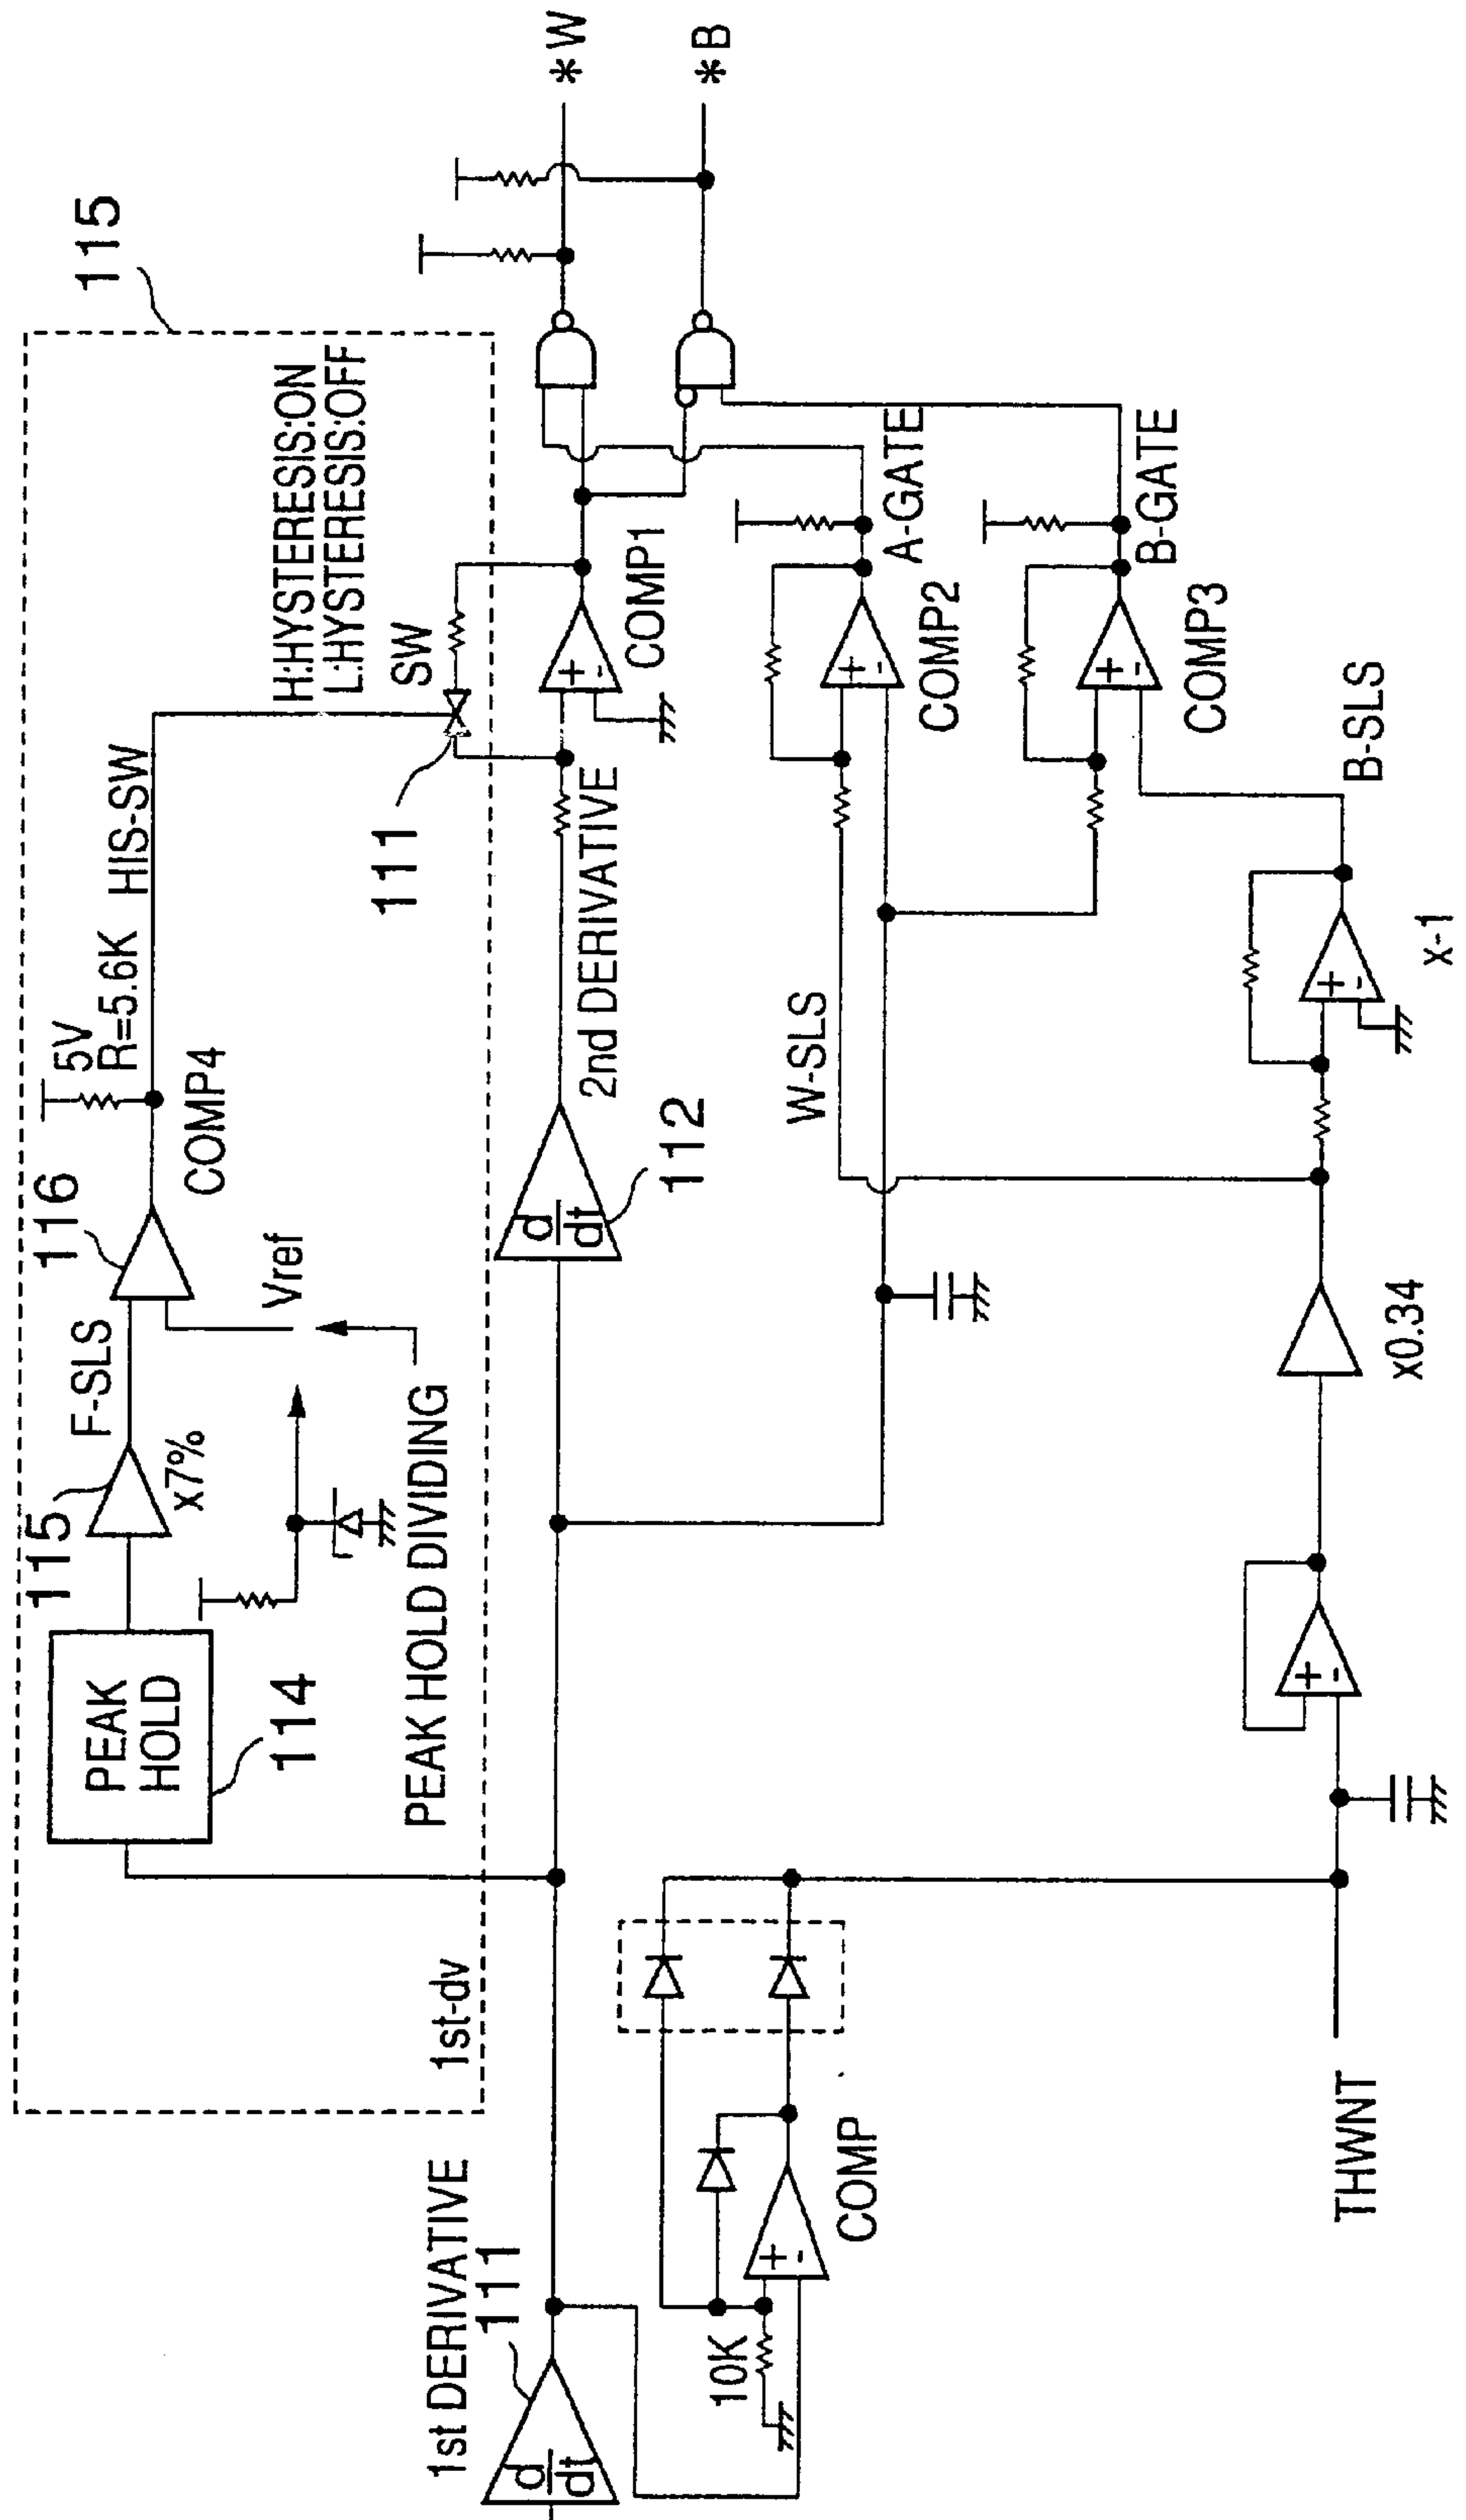 115
H:HYSTERESIS:ON
L:HYSTERESIS:OFF
5V
R=5.6K HIS-SW
116
COMP4
SW
111
F-SLS
115
x7%
Vref
PEAK
HOLD
114
PEAK HOLD DIVIDING
1st-dv
1st DERIVATIVE
111
d
dt
d
dt
112
2nd DERIVATIVE
+
-
COMP1
*W
*B
W-SLS
+
-
COMP2
A-GATE
+
-
COMP3
B-GATE
10K
+
-
COMP
THWNT
+
-
x0.34
+
-
x-1
B-SLS